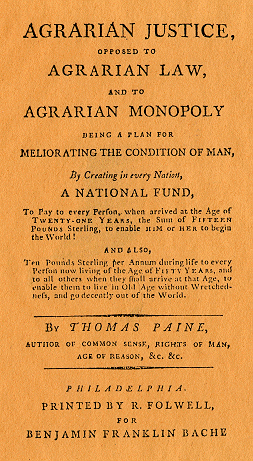 AGRARIAN JUSTICE,
OPPOSED TO
AGRARIAN LAW,
AND TO
AGRARIAN MONOPOLY
BEING A PLAN FOR
MELIORATING THE CONDITION OF MAN,
By Creating in every Nation,
A NATIONAL FUND,
To Pay to every Perſon, when arrived at the Age of
TWENTY-ONE YEARS, the Sum of FIFTEEN
POUNDS Sterling, to enable HIM or HER to begin
the World!
AND ALSO,
Ten Pounds Sterling per Annum during life to every
Perſon now living of the Age of FIFTY YEARS, and
to all others when they ſhall arrive at that Age, to
enable them to live in Old Age without Wretched-
neſs, and go decently out of the World.
BY THOMAS PAINE,
AUTHOR OF COMMON SENSE, RIGHTS OF MAN,
AGE OF REASON, &c. &c.
PHILADELPHIA.
PRINTED BY R. FOLWELL,
FOR
BENJAMIN FRANKLIN BACHE